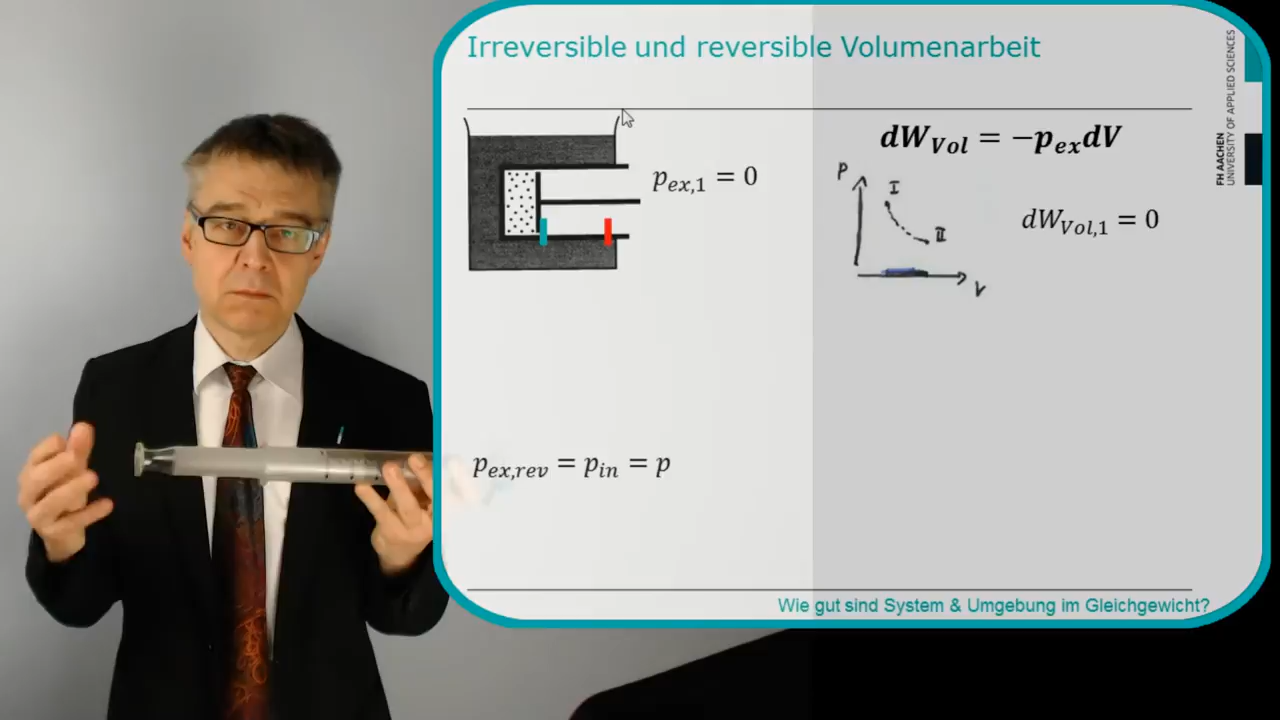 Irreversible und reversible Volumenarbeit
FH AACHEN
UNIVERSITY OF APPLIED SCIENCES
dW_Vol = −p_ex dV
p_ex,1 = 0
P
I
II
V
dW_Vol,1 = 0
p_ex,rev = p_in = p
Wie gut sind System & Umgebung im Gleichgewicht?